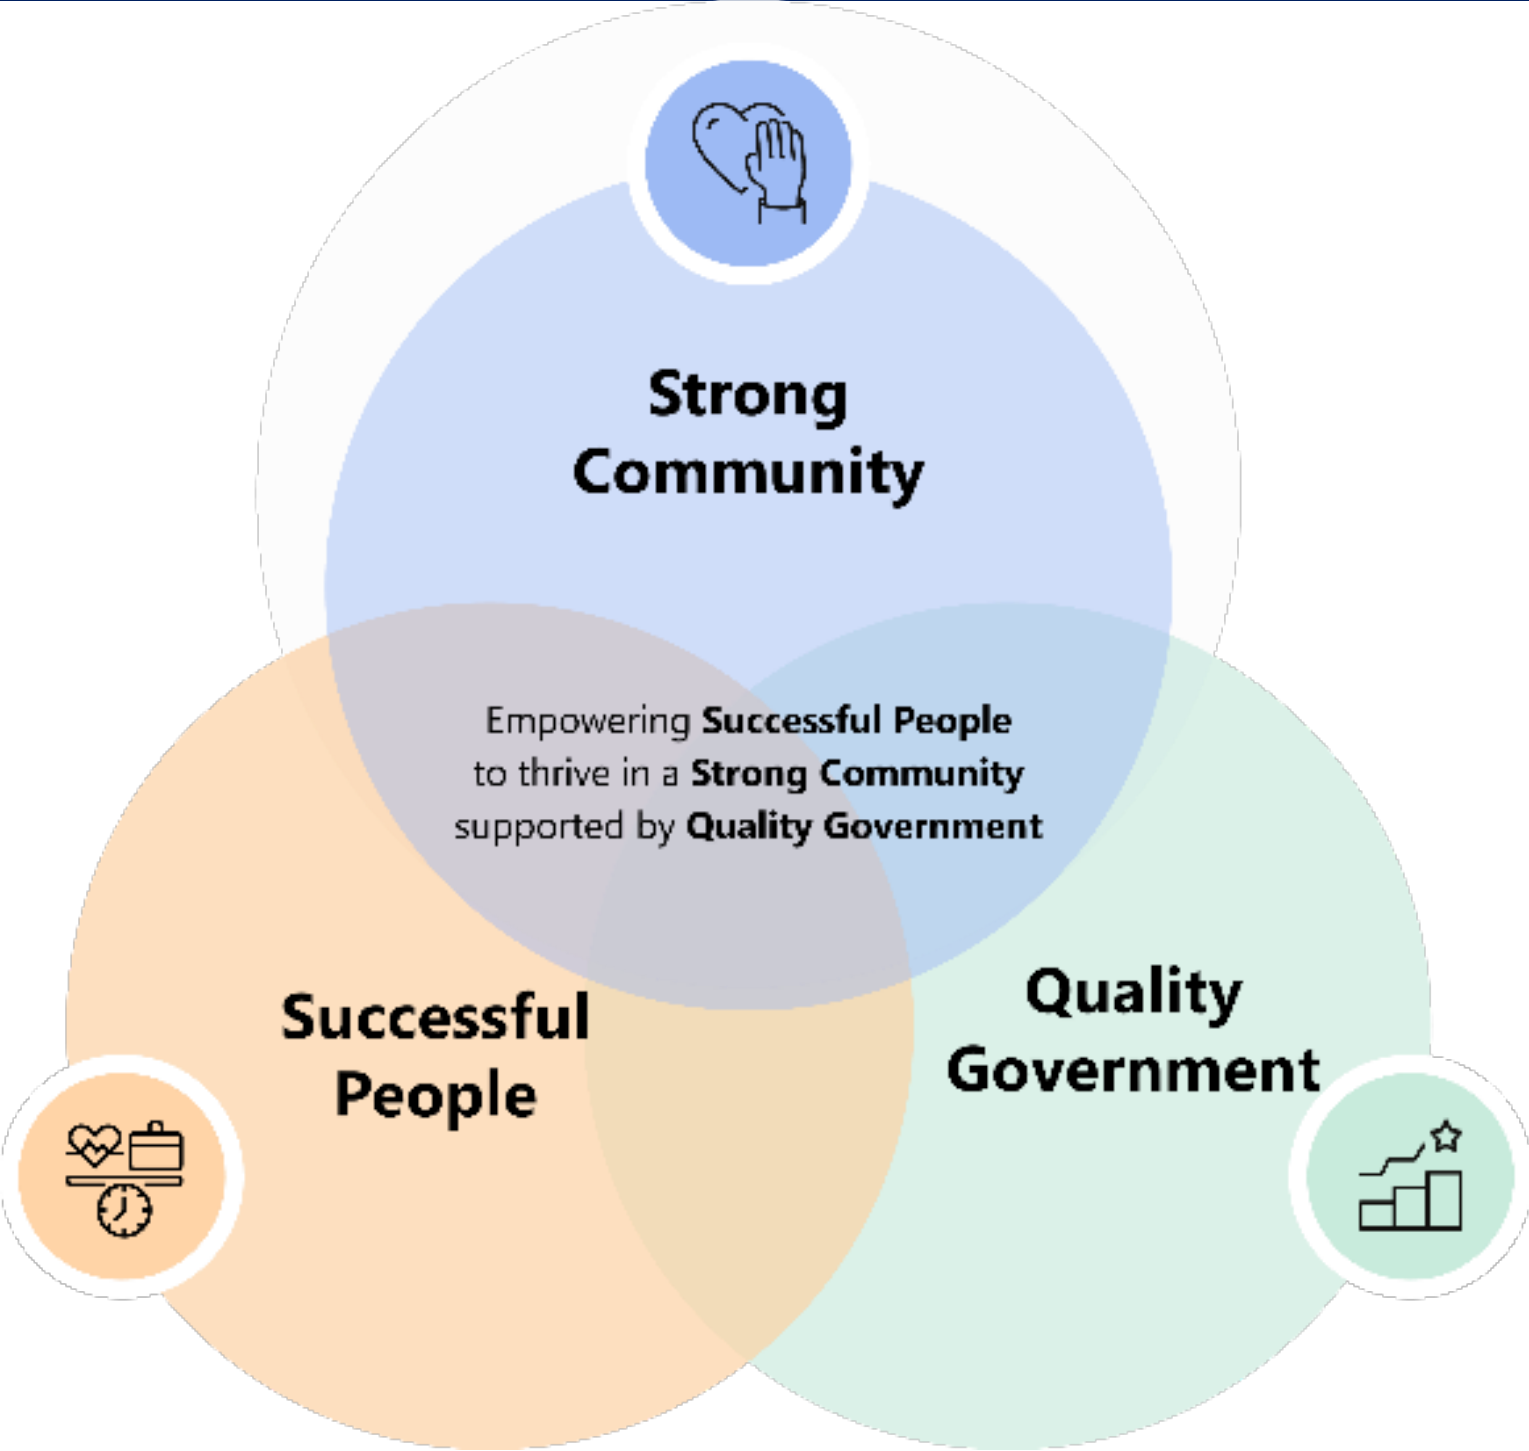 Strong
Community
Empowering Successful People
to thrive in a Strong Community
supported by Quality Government
Successful
People
Quality
Government